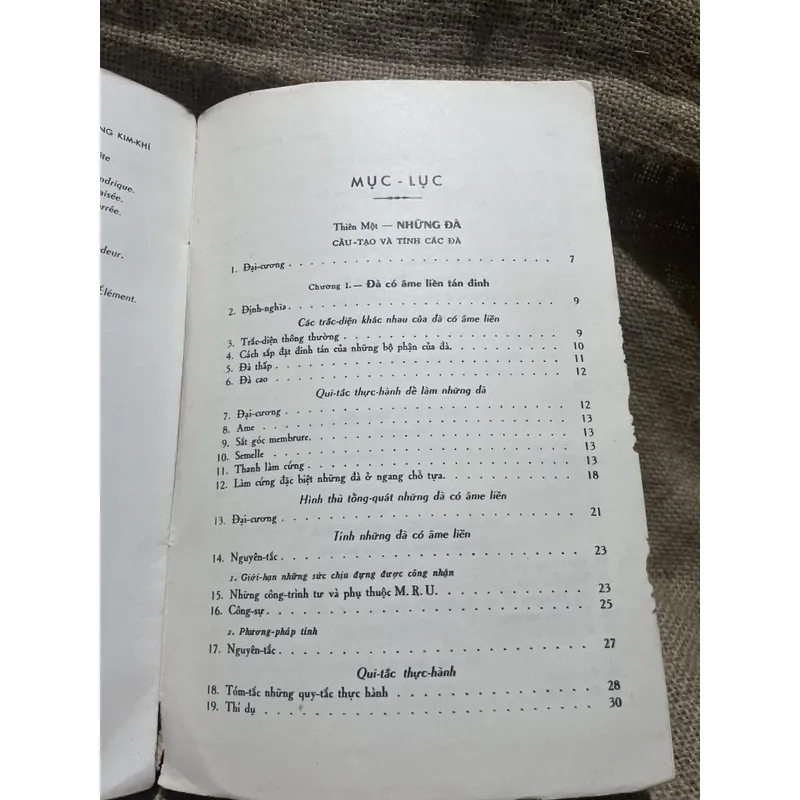 NG KIM-KHÍ
ndrique.
aisée.
rrée.
deur.
Élément.
MỤC - LỤC
Thiên Một — NHỮNG ĐÀ
CẤU-TẠO VÀ TÍNH CÁC ĐÀ
1. Đại-cương . . . . . . . . . . . . . . . . . . . . 7
Chương I. — Đà có âme liền tán đinh
2. Định-nghĩa . . . . . . . . . . . . . . . . . . . . 9
Các trắc-diện khác nhau của đà có âme liền
3. Trắc-diện thông thường . . . . . . . . . . . . . . . . 9
4. Cách sắp đặt đinh tán của những bộ phận của đà. . . . . . . . . 10
5. Đà thấp . . . . . . . . . . . . . . . . . . . . 11
6. Đà cao . . . . . . . . . . . . . . . . . . . . 12
Qui-tắc thực-hành để làm những đà
7. Đại-cương . . . . . . . . . . . . . . . . . . . . 12
8. Ame . . . . . . . . . . . . . . . . . . . . 13
9. Sắt góc membrure. . . . . . . . . . . . . . . . . . 13
10. Semelle . . . . . . . . . . . . . . . . . . . . 13
11. Thanh làm cứng . . . . . . . . . . . . . . . . . . 13
12. Làm cứng đặc biệt những đà ở ngang chỗ tựa. . . . . . . . . . 18
Hình thù tổng-quát những đà có âme liền
13. Đại-cương . . . . . . . . . . . . . . . . . . . . 21
Tính những đà có âme liền
14. Nguyên-tắc . . . . . . . . . . . . . . . . . . . . 23
1. Giới-hạn những sức chịu đựng được công nhận
15. Những công-trình tư và phụ thuộc M. R. U. . . . . . . . . . . 23
16. Công-sự . . . . . . . . . . . . . . . . . . . . 25
2. Phương-pháp tính
17. Nguyên-tắc . . . . . . . . . . . . . . . . . . . . 27
Qui-tắc thực-hành
18. Tóm-tắc những quy-tắc thực hành . . . . . . . . . . . . . 28
19. Thí dụ . . . . . . . . . . . . . . . . . . . . 30